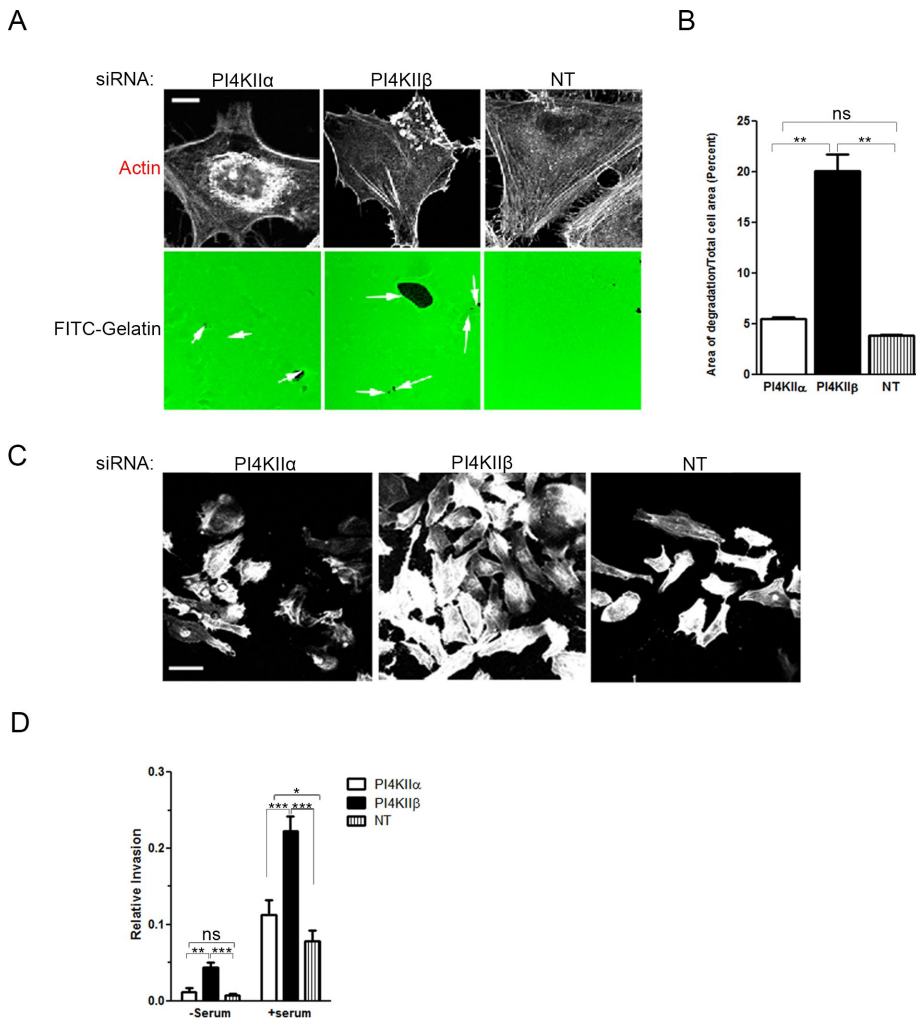 A
siRNA: PI4KIIα PI4KIIβ NT
Actin
FITC-Gelatin
B
Area of degradation/Total cell area (Percent)
25
20
15
10
5
0
ns
** **
PI4KIIα PI4KIIβ NT
C
siRNA: PI4KIIα PI4KIIβ NT
D
Relative Invasion
0.3
0.2
0.1
0.0
ns
** ***
*
*** ***
-Serum +serum
PI4KIIα
PI4KIIβ
NT